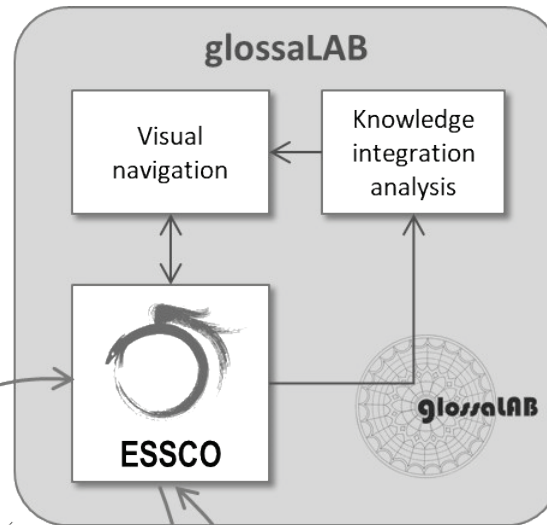 glossaLAB
Visual
navigation
Knowledge
integration
analysis
ESSCO
glossaLAB